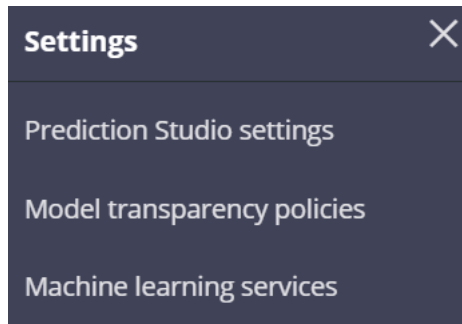 Settings
Prediction Studio settings
Model transparency policies
Machine learning services